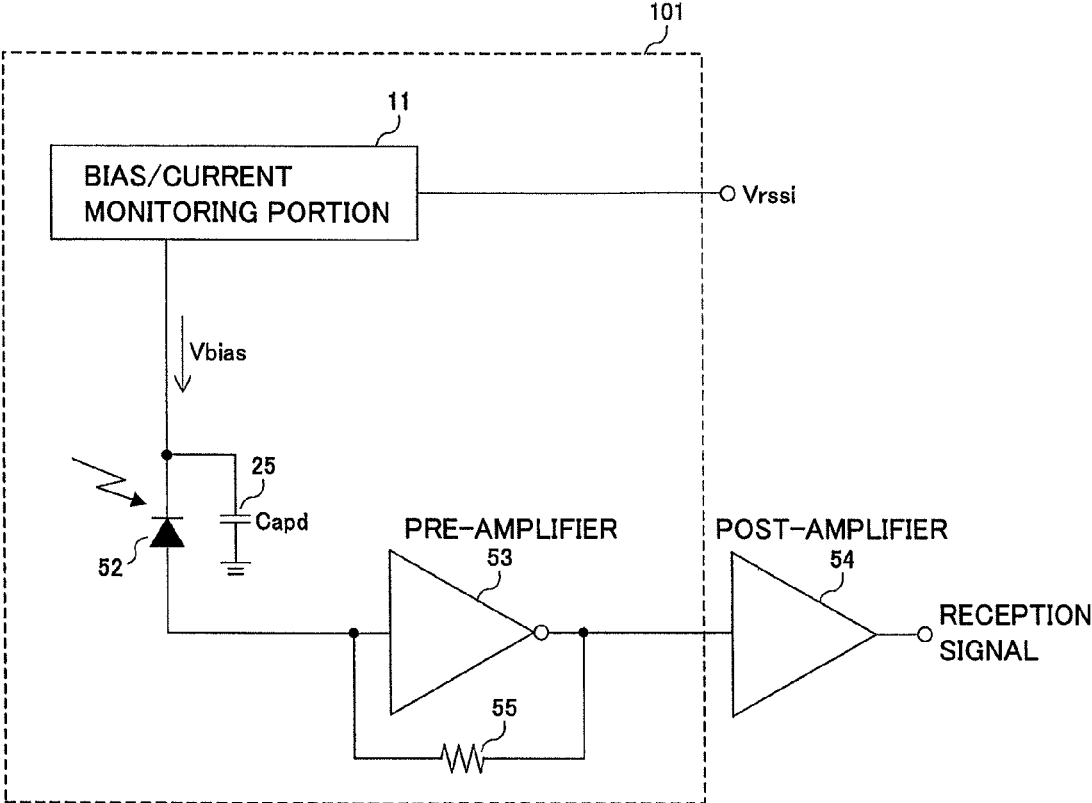 101
11
BIAS/CURRENT
MONITORING PORTION
Vrssi
Vbias
25
Capd
52
PRE-AMPLIFIER
53
POST-AMPLIFIER
54
RECEPTION
SIGNAL
55